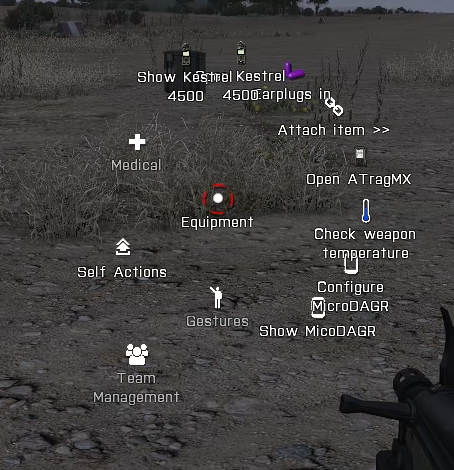 Show Kestrel
4500
Kestrel
4500
Earplugs in
Attach item >>
Medical
Open ATragMX
Equipment
Check weapon
temperature
Self Actions
Configure
MicroDAGR
Gestures
Show MicoDAGR
Team
Management